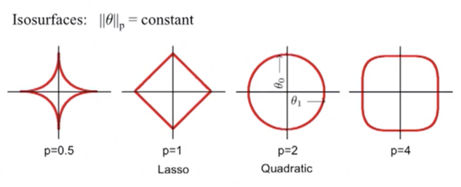 Isosurfaces: ||θ||p = constant
θ0
θ1
p=0.5 p=1 p=2 p=4
Lasso Quadratic